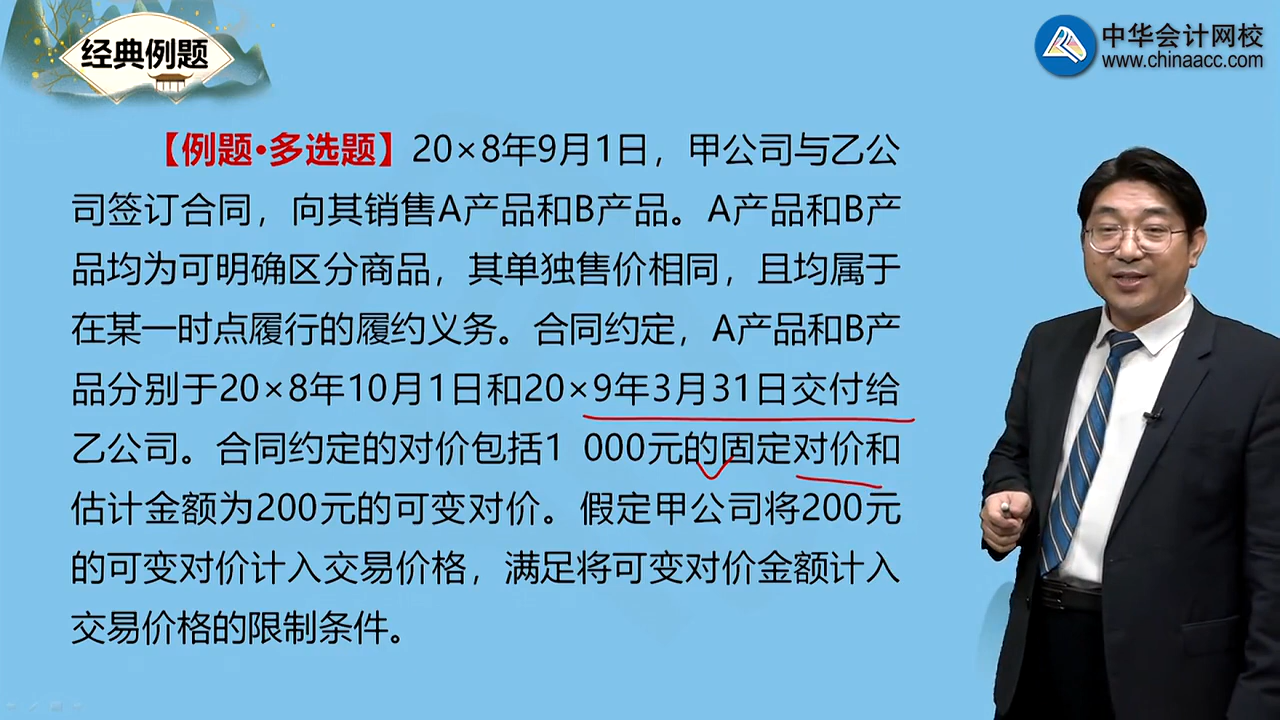 经典例题
中华会计网校
www.chinaacc.com
【例题•多选题】20×8年9月1日，甲公司与乙公
司签订合同，向其销售A产品和B产品。A产品和B产
品均为可明确区分商品，其单独售价相同，且均属于
在某一时点履行的履约义务。合同约定，A产品和B产
品分别于20×8年10月1日和20×9年3月31日交付给
乙公司。合同约定的对价包括1 000元的固定对价和
估计金额为200元的可变对价。假定甲公司将200元
的可变对价计入交易价格，满足将可变对价金额计入
交易价格的限制条件。